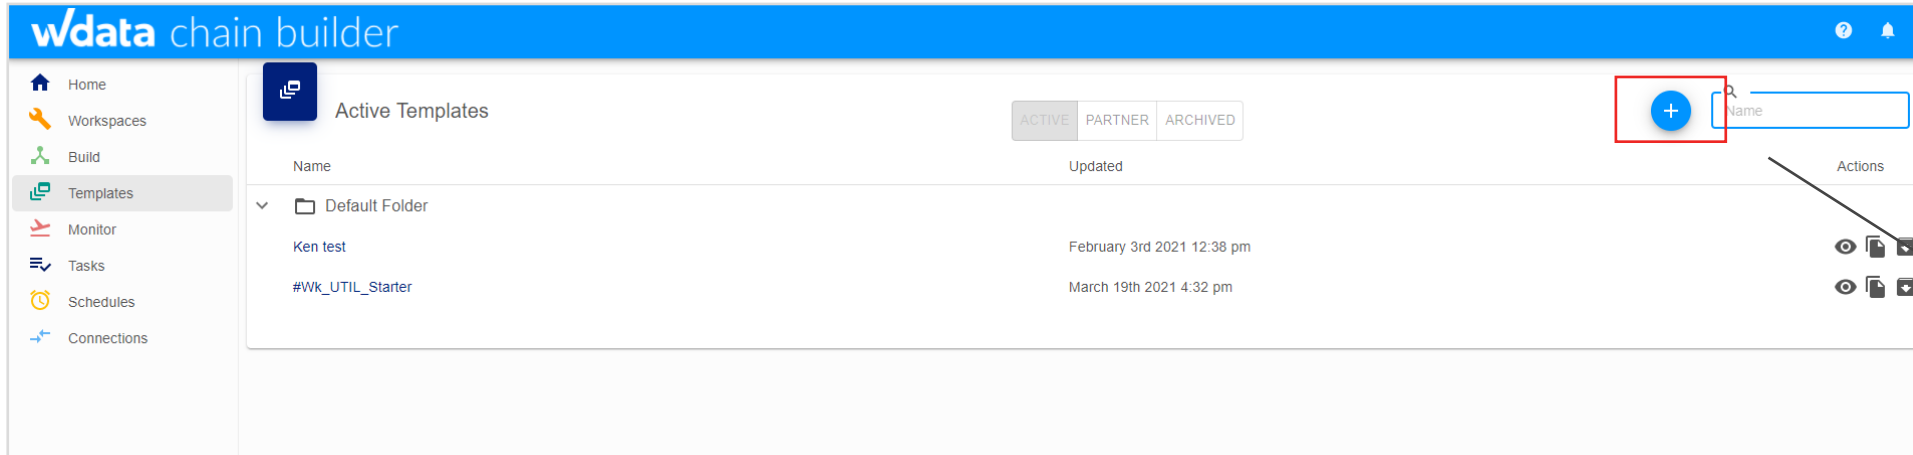 wdata chain builder
Home
Workspaces
Build
Templates
Monitor
Tasks
Schedules
Connections
Active Templates
ACTIVE PARTNER ARCHIVED
Name
Name Updated Actions
Default Folder
Ken test February 3rd 2021 12:38 pm
#Wk_UTIL_Starter March 19th 2021 4:32 pm